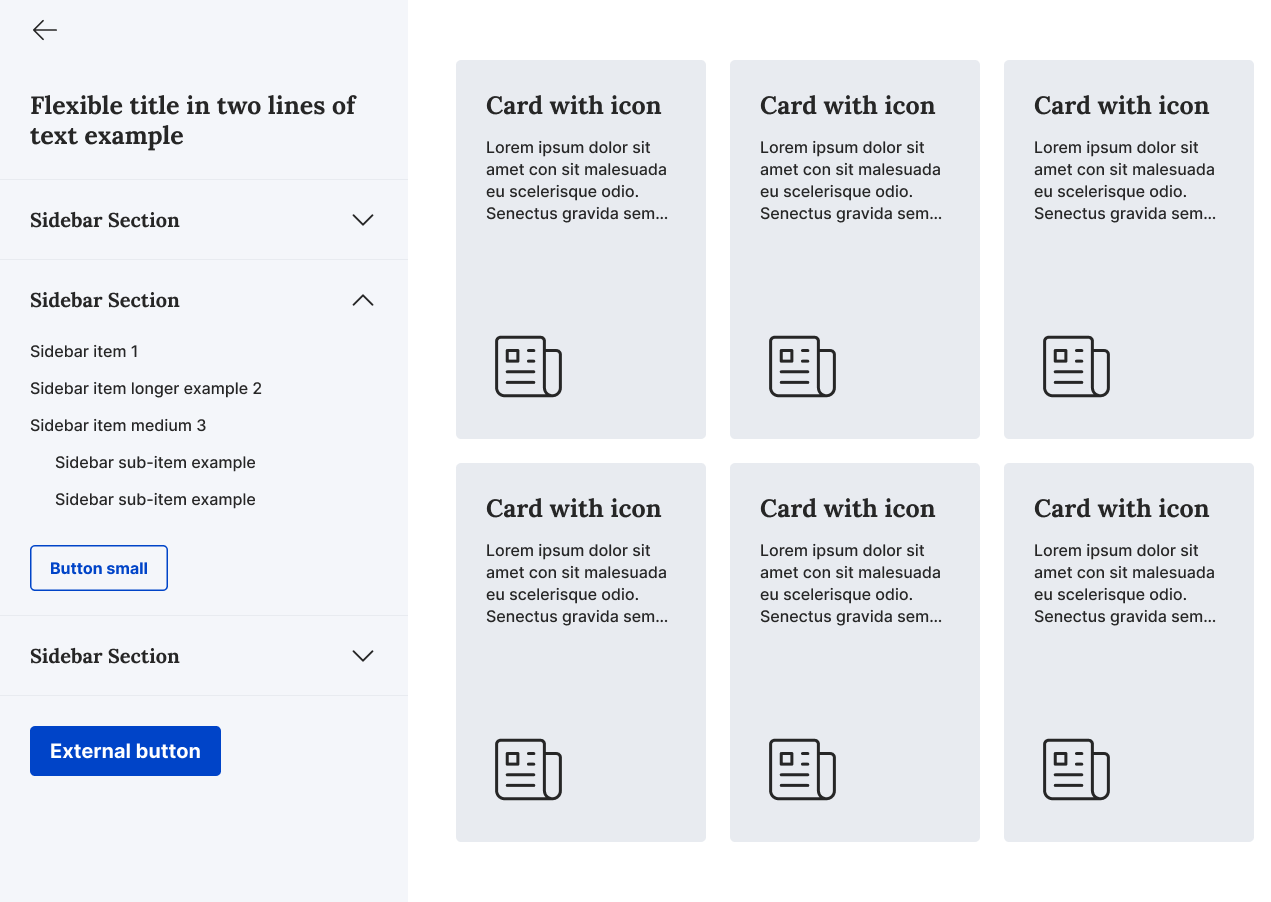 Flexible title in two lines of
text example
Sidebar Section
Sidebar Section
Sidebar item 1
Sidebar item longer example 2
Sidebar item medium 3
Sidebar sub-item example
Sidebar sub-item example
Button small
Sidebar Section
External button
Card with icon
Lorem ipsum dolor sit
amet con sit malesuada
eu scelerisque odio.
Senectus gravida sem...
Card with icon
Lorem ipsum dolor sit
amet con sit malesuada
eu scelerisque odio.
Senectus gravida sem...
Card with icon
Lorem ipsum dolor sit
amet con sit malesuada
eu scelerisque odio.
Senectus gravida sem...
Card with icon
Lorem ipsum dolor sit
amet con sit malesuada
eu scelerisque odio.
Senectus gravida sem...
Card with icon
Lorem ipsum dolor sit
amet con sit malesuada
eu scelerisque odio.
Senectus gravida sem...
Card with icon
Lorem ipsum dolor sit
amet con sit malesuada
eu scelerisque odio.
Senectus gravida sem...